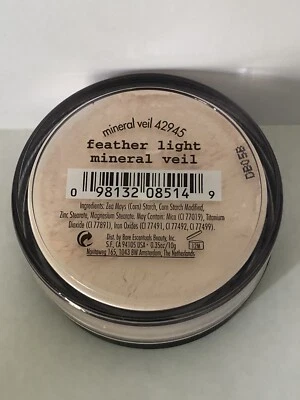 mineral veil 42945
feather light
mineral veil
0 98132 08514 9
Ingredients: Zea Mays (Corn) Starch, Corn Starch Modified,
Zinc Stearate, Magnesium Stearate. May Contain: Mica (CI 77019), Titanium
Dioxide (CI 77891), Iron Oxides (CI 77491, CI 77492, CI 77499).
Dist by Bare Escentuals Beauty, Inc.
S.F., CA 94105 USA • 0.35oz/10g
Naritaweg 165, 1043 BW Amsterdam, The Netherlands
12M